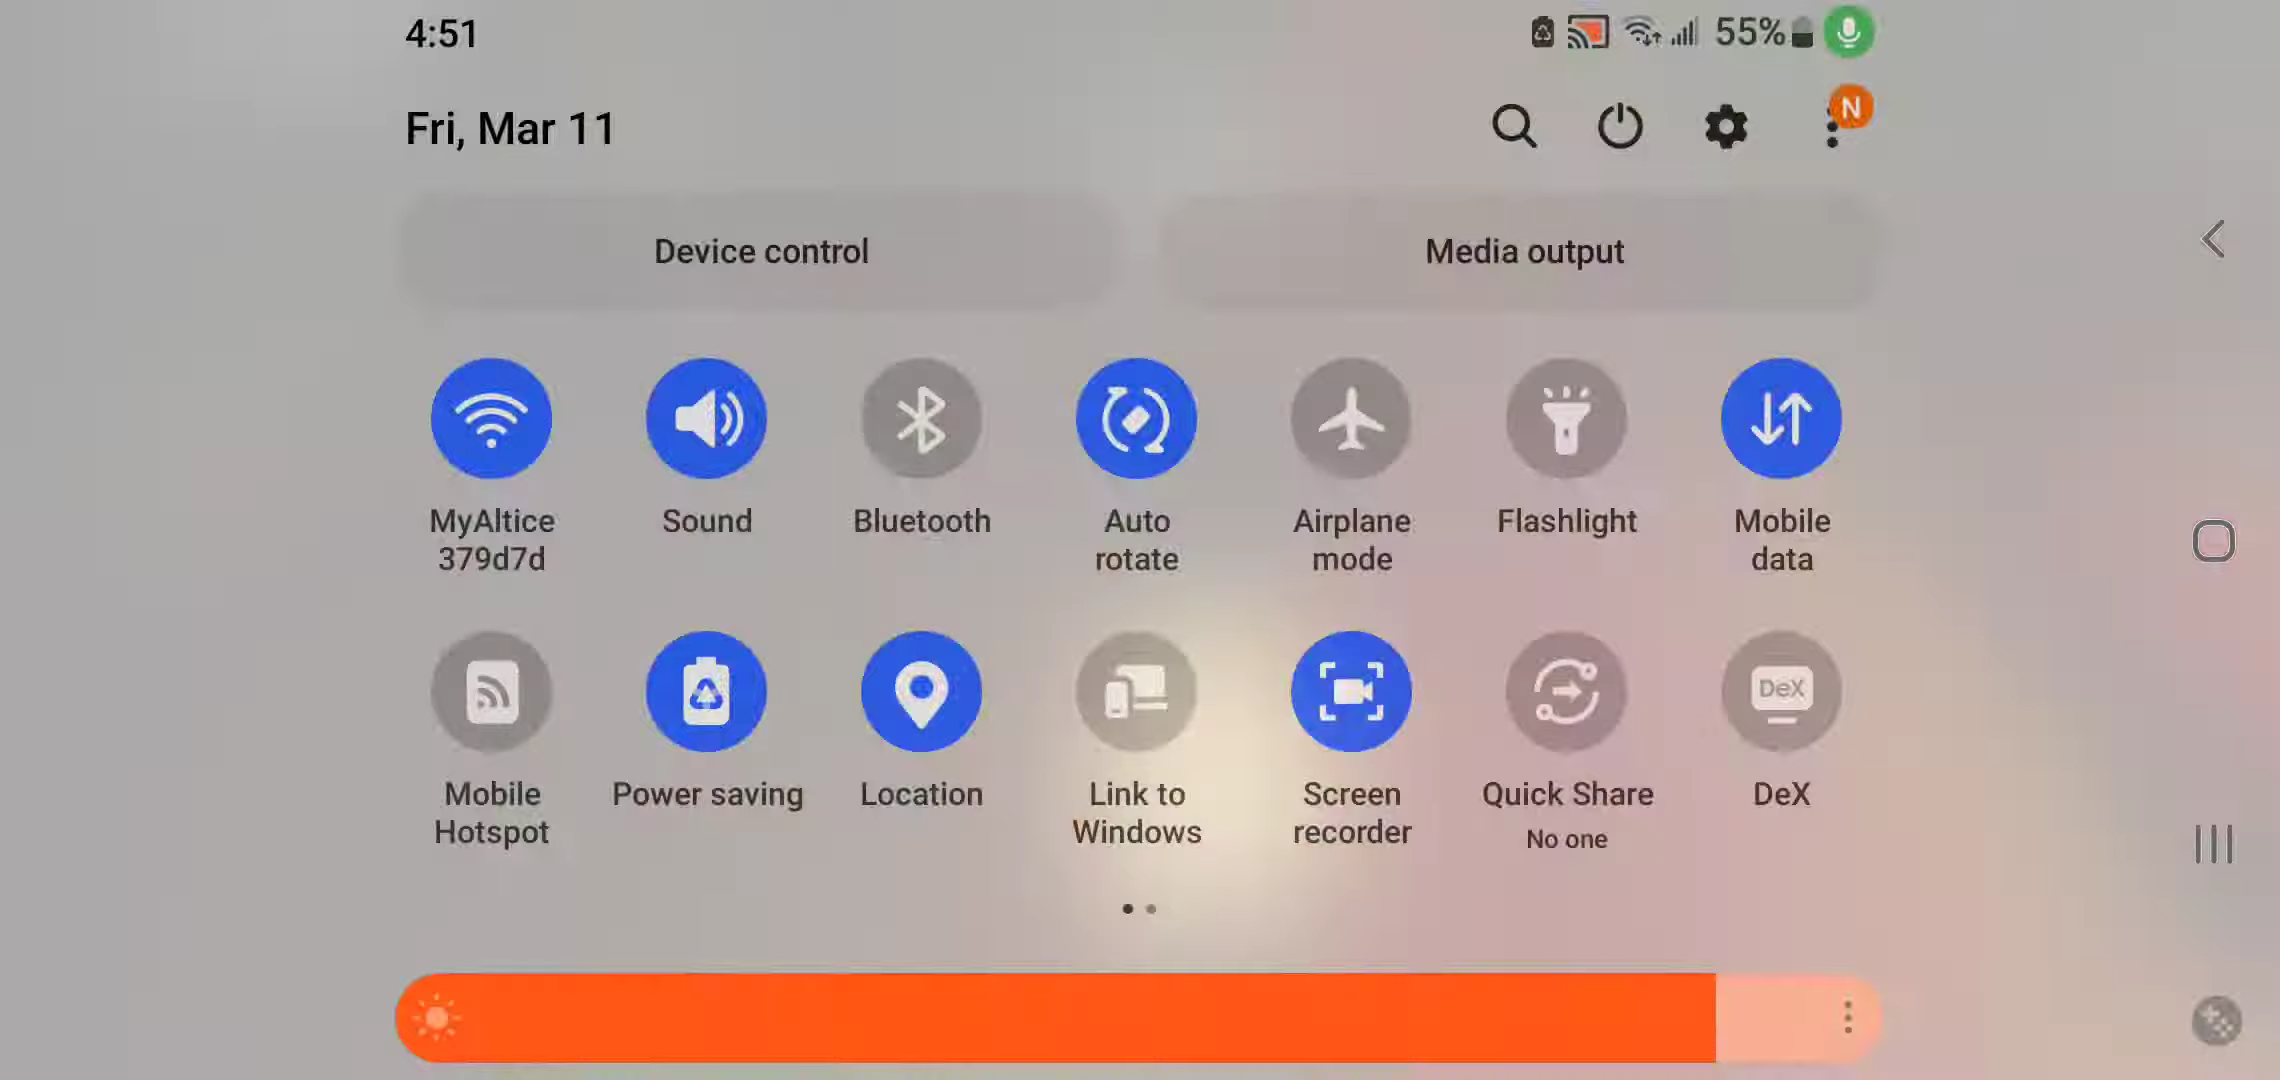 4:51
55%
Fri, Mar 11
N
Device control
Media output
MyAltice
379d7d
Sound
Bluetooth
Auto
rotate
Airplane
mode
Flashlight
Mobile
data
Mobile
Hotspot
Power saving
Location
Link to
Windows
Screen
recorder
Quick Share
No one
DeX
DeX